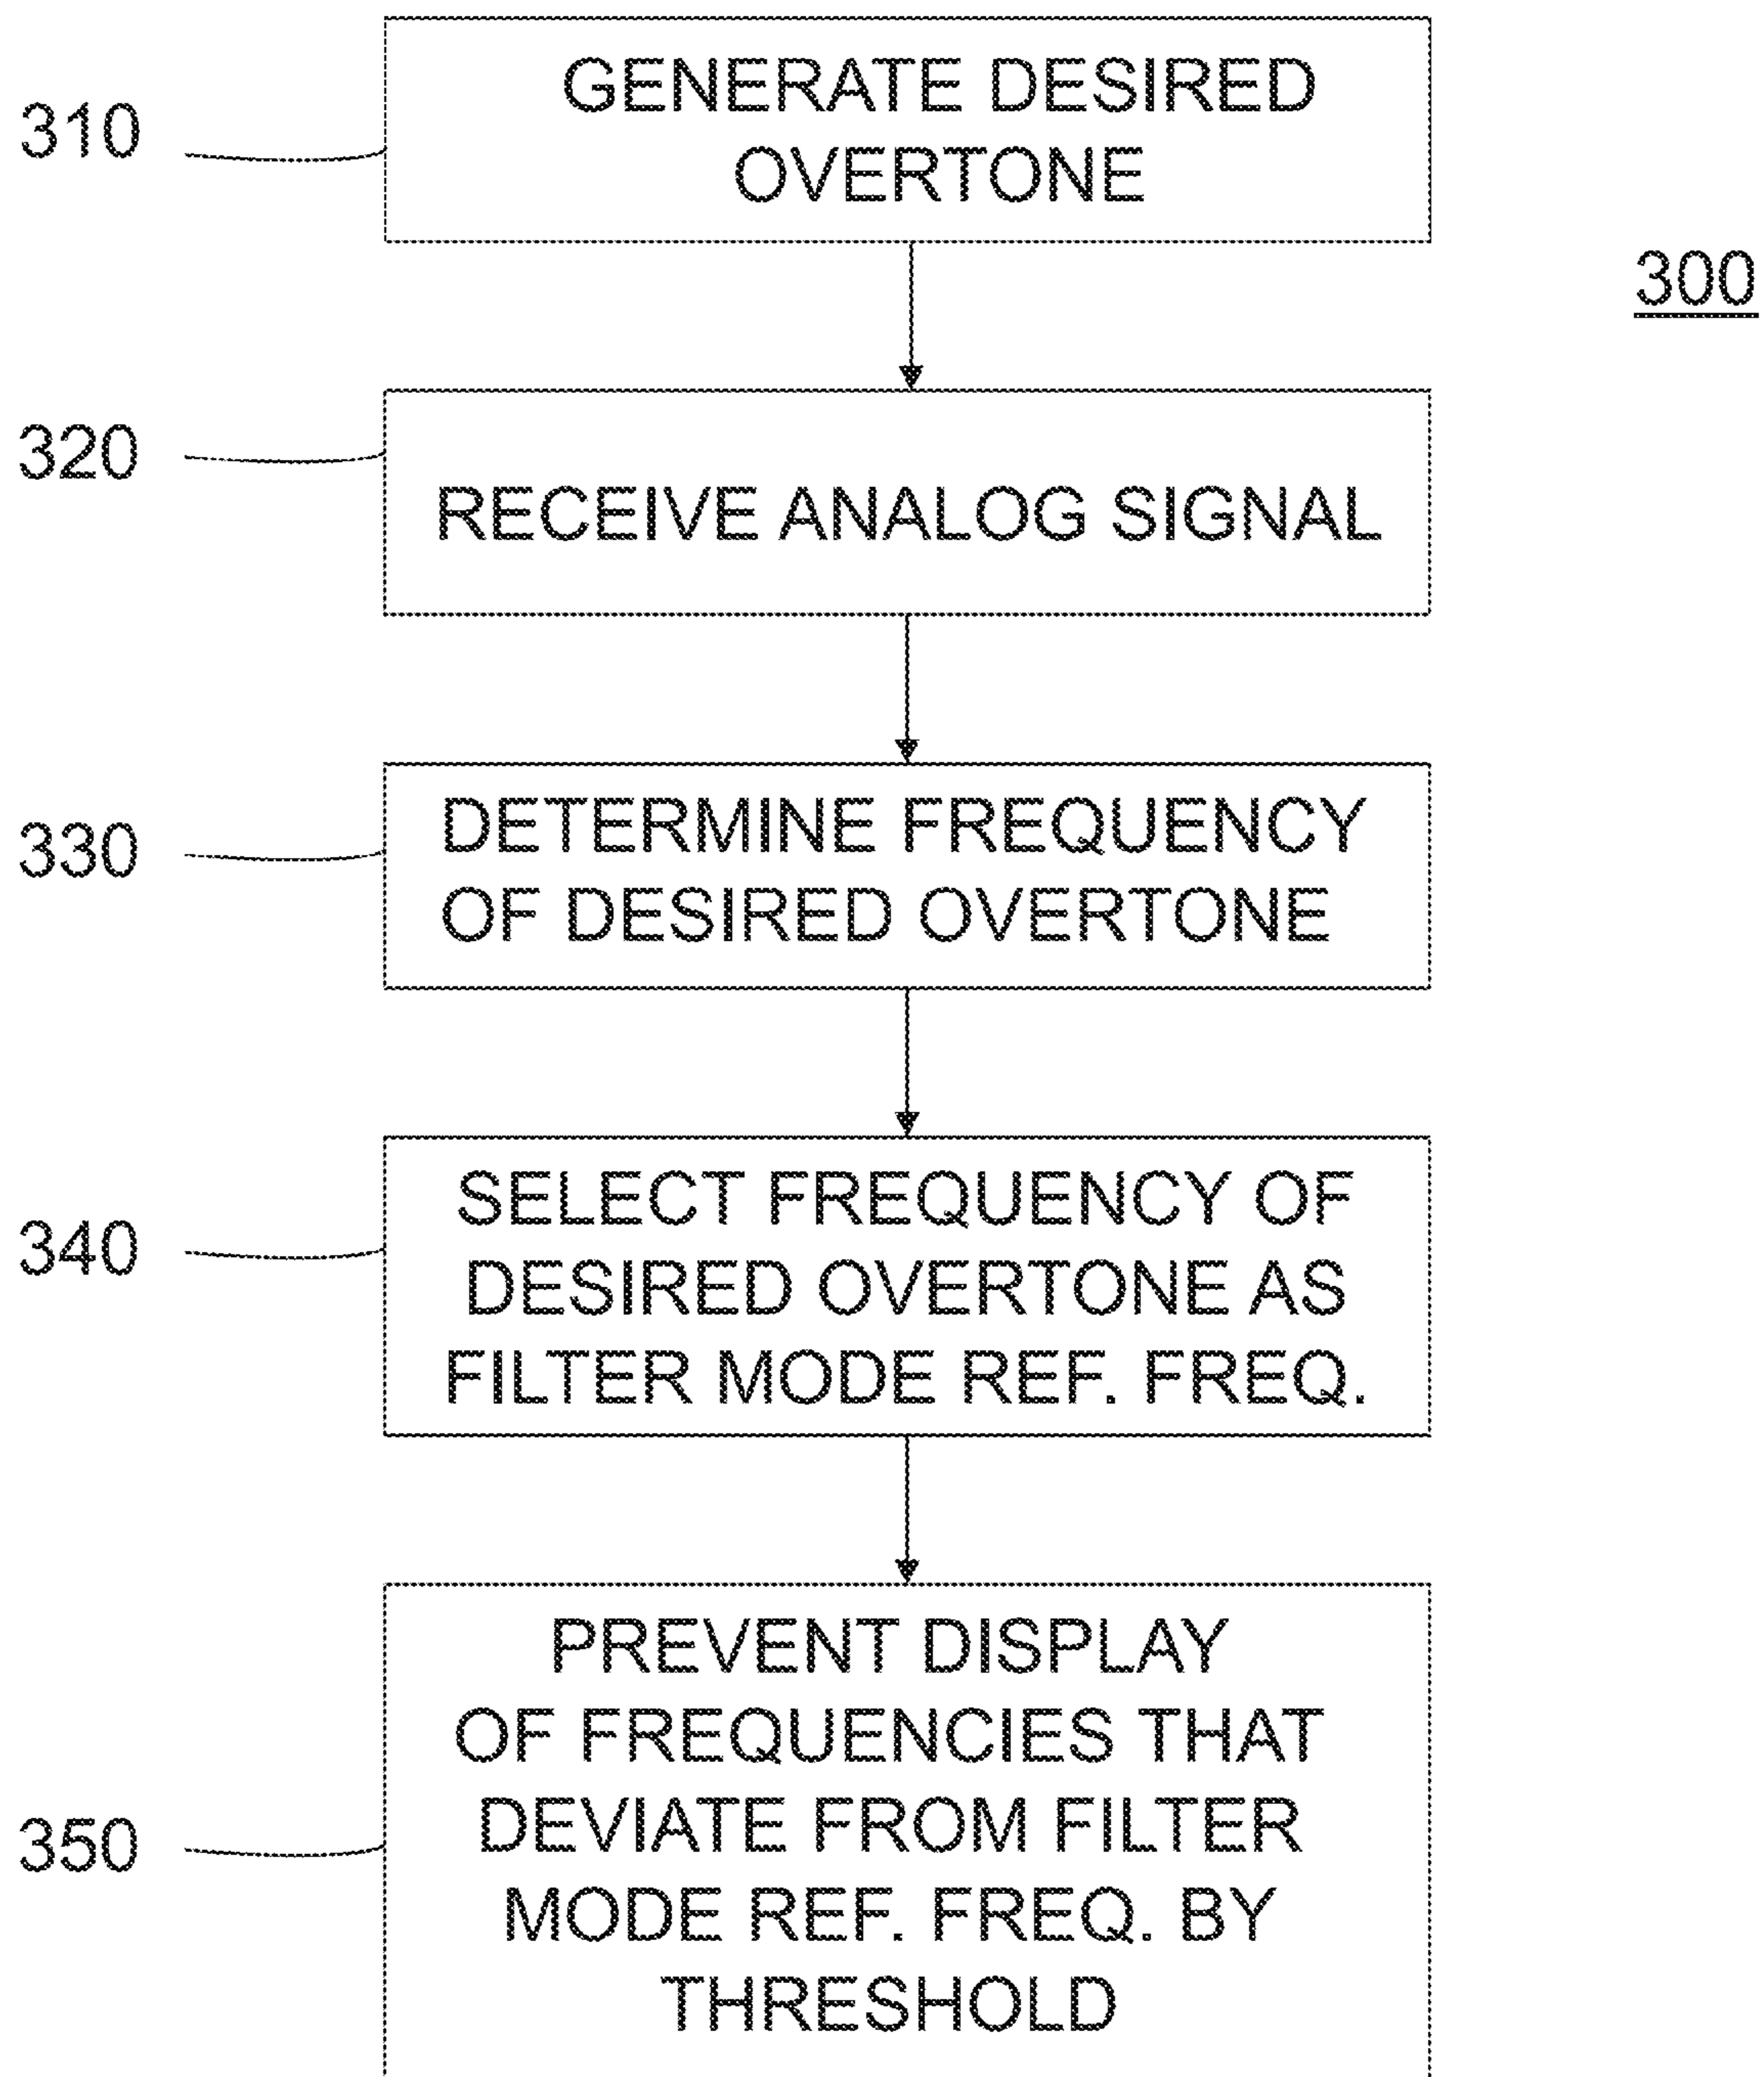 310
GENERATE DESIRED
OVERTONE
300
320
RECEIVE ANALOG SIGNAL
330
DETERMINE FREQUENCY
OF DESIRED OVERTONE
340
SELECT FREQUENCY OF
DESIRED OVERTONE AS
FILTER MODE REF. FREQ.
350
PREVENT DISPLAY
OF FREQUENCIES THAT
DEVIATE FROM FILTER
MODE REF. FREQ. BY
THRESHOLD